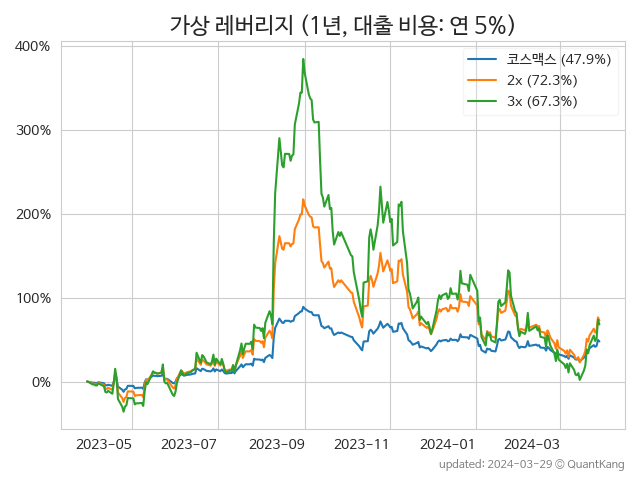 가상 레버리지 (1년, 대출 비용: 연 5%)
400%
300%
200%
100%
0%
코스맥스 (47.9%)
2x (72.3%)
3x (67.3%)
2023-05
2023-07
2023-09
2023-11
2024-01
2024-03
updated: 2024-03-29 © QuantKang